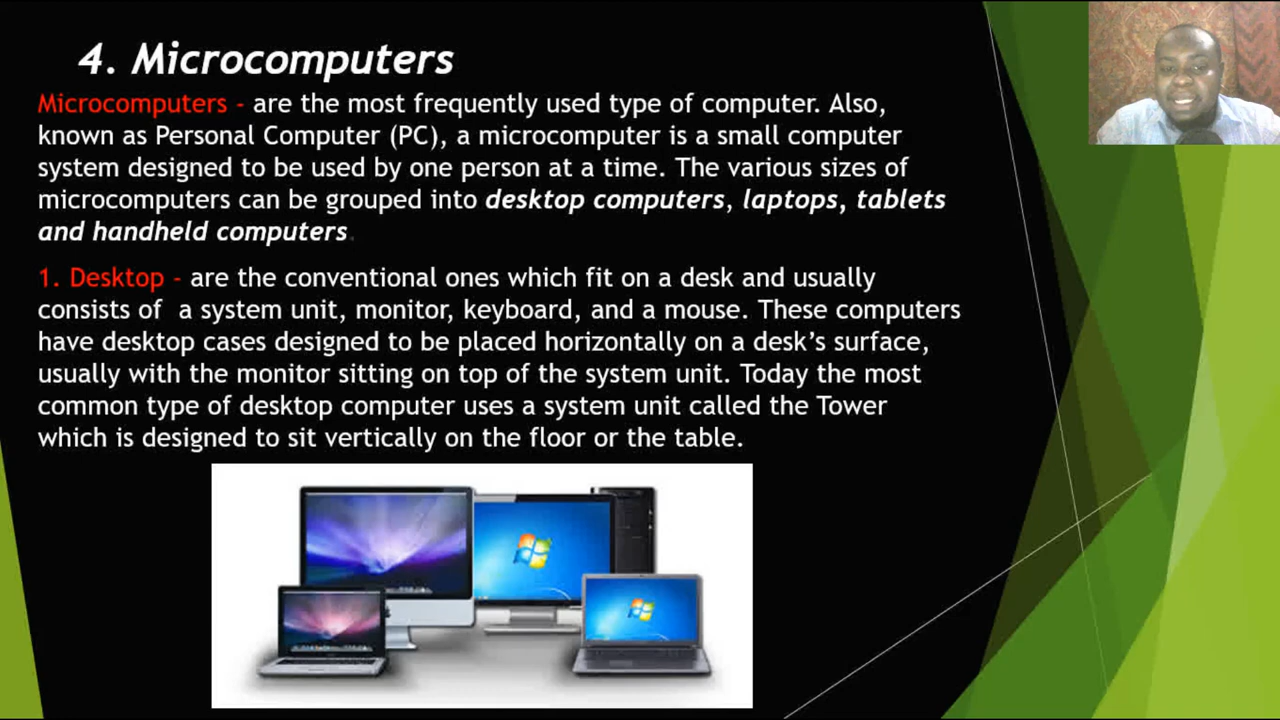 4. Microcomputers
Microcomputers - are the most frequently used type of computer. Also,
known as Personal Computer (PC), a microcomputer is a small computer
system designed to be used by one person at a time. The various sizes of
microcomputers can be grouped into desktop computers, laptops, tablets
and handheld computers.
1. Desktop - are the conventional ones which fit on a desk and usually
consists of a system unit, monitor, keyboard, and a mouse. These computers
have desktop cases designed to be placed horizontally on a desk’s surface,
usually with the monitor sitting on top of the system unit. Today the most
common type of desktop computer uses a system unit called the Tower
which is designed to sit vertically on the floor or the table.